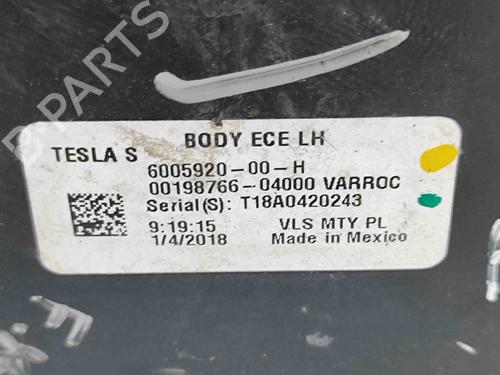 BODY ECE LH
TESLA S
6005920-00-H
00198766-04000 VARROC
Serial(S): T18A0420243
9:19:15
VLS MTY PL
1/4/2018
Made in Mexico
B-PARTS